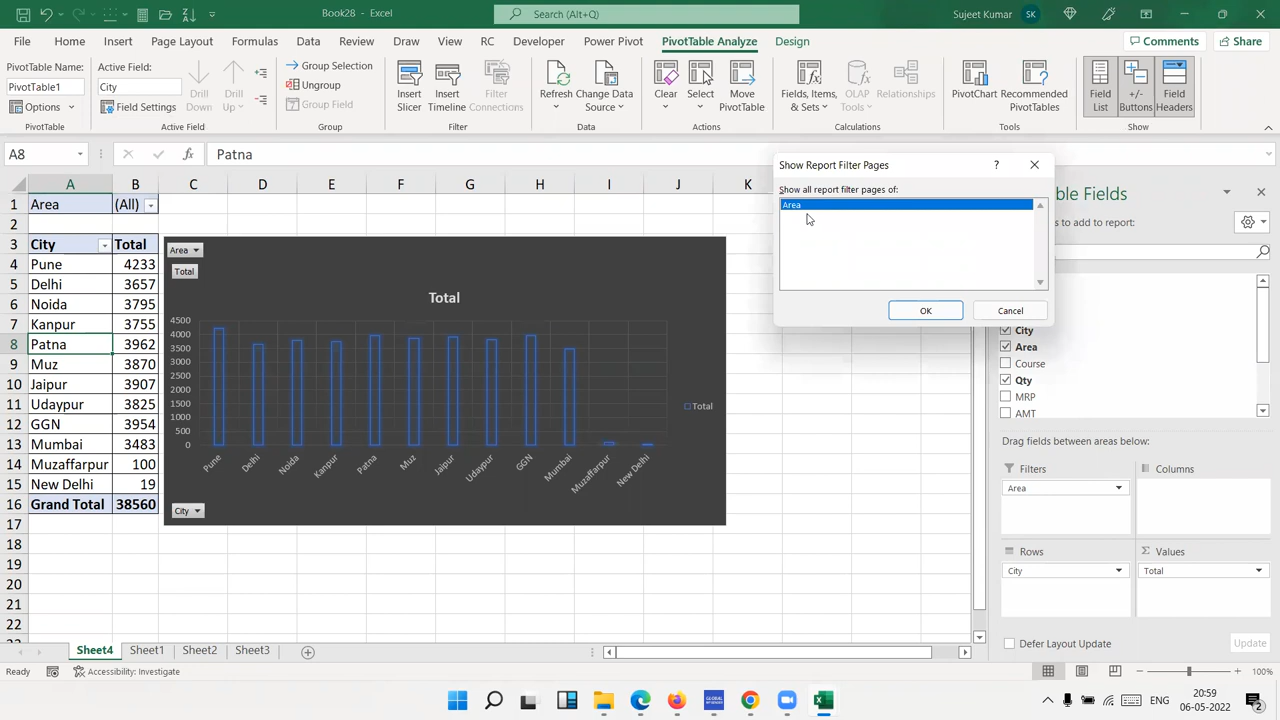 Book28 - Excel
Search (Alt+Q)
Sujeet Kumar SK
File Home Insert Page Layout Formulas Data Review View Draw RC Developer Power Pivot PivotTable Analyze Design Comments Share
PivotTable Name:
PivotTable1
Options
PivotTable
Active Field:
City
Field Settings
Drill Down
Drill Up
Active Field
Group Selection
Ungroup
Group Field
Group
Insert Slicer
Insert Timeline
Filter Connections
Filter
Refresh
Change Data Source
Data
Clear
Select
Move PivotTable
Actions
Fields, Items, & Sets
OLAP Tools
Relationships
Calculations
PivotChart
Recommended PivotTables
Tools
Field List
+/- Buttons
Field Headers
Show
A8 fx Patna
A B C D E F G H I J K
1 Area (All)
2
3 City Total
4 Pune 4233
5 Delhi 3657
6 Noida 3795
7 Kanpur 3755
8 Patna 3962
9 Muz 3870
10 Jaipur 3907
11 Udaypur 3825
12 GGN 3954
13 Mumbai 3483
14 Muzaffarpur 100
15 New Delhi 19
16 Grand Total 38560
17
18
19
20
21
22
Area
Total
Total
4500
4000
3500
3000
2500
2000
1500
1000
500
0
Pune Delhi Noida Kanpur Patna Muz Jaipur Udaypur GGN Mumbai Muzaffarpur New Delhi
Total
City
Show Report Filter Pages ?
Show all report filter pages of:
Area
OK Cancel
ble Fields
s to add to report:
City
Area
Course
Qty
MRP
AMT
Drag fields between areas below:
Filters Columns
Area
Rows Σ Values
City Total
Defer Layout Update Update
Sheet4 Sheet1 Sheet2 Sheet3
Ready Accessibility: Investigate 100%
ENG 20:59
06-05-2022 2